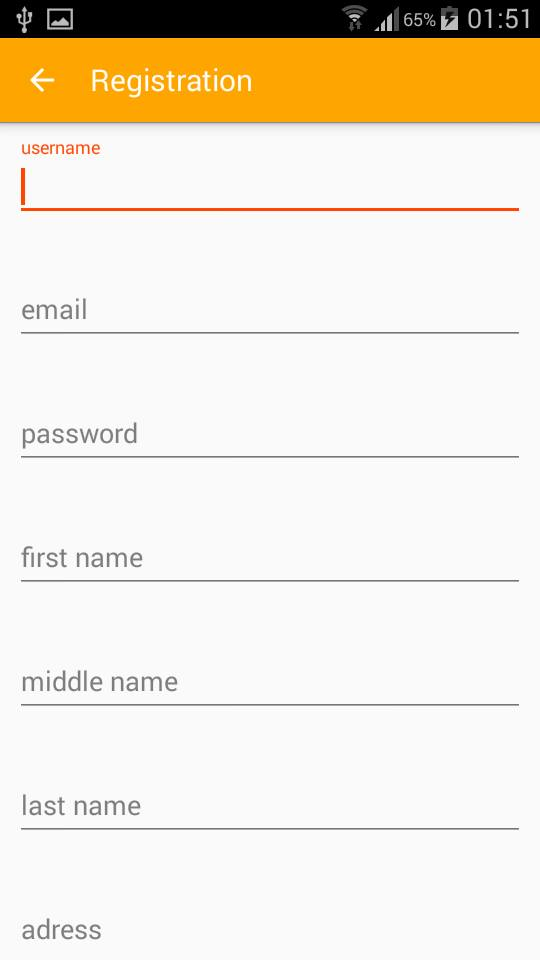 65% 01:51
Registration
username
email
password
first name
middle name
last name
adress